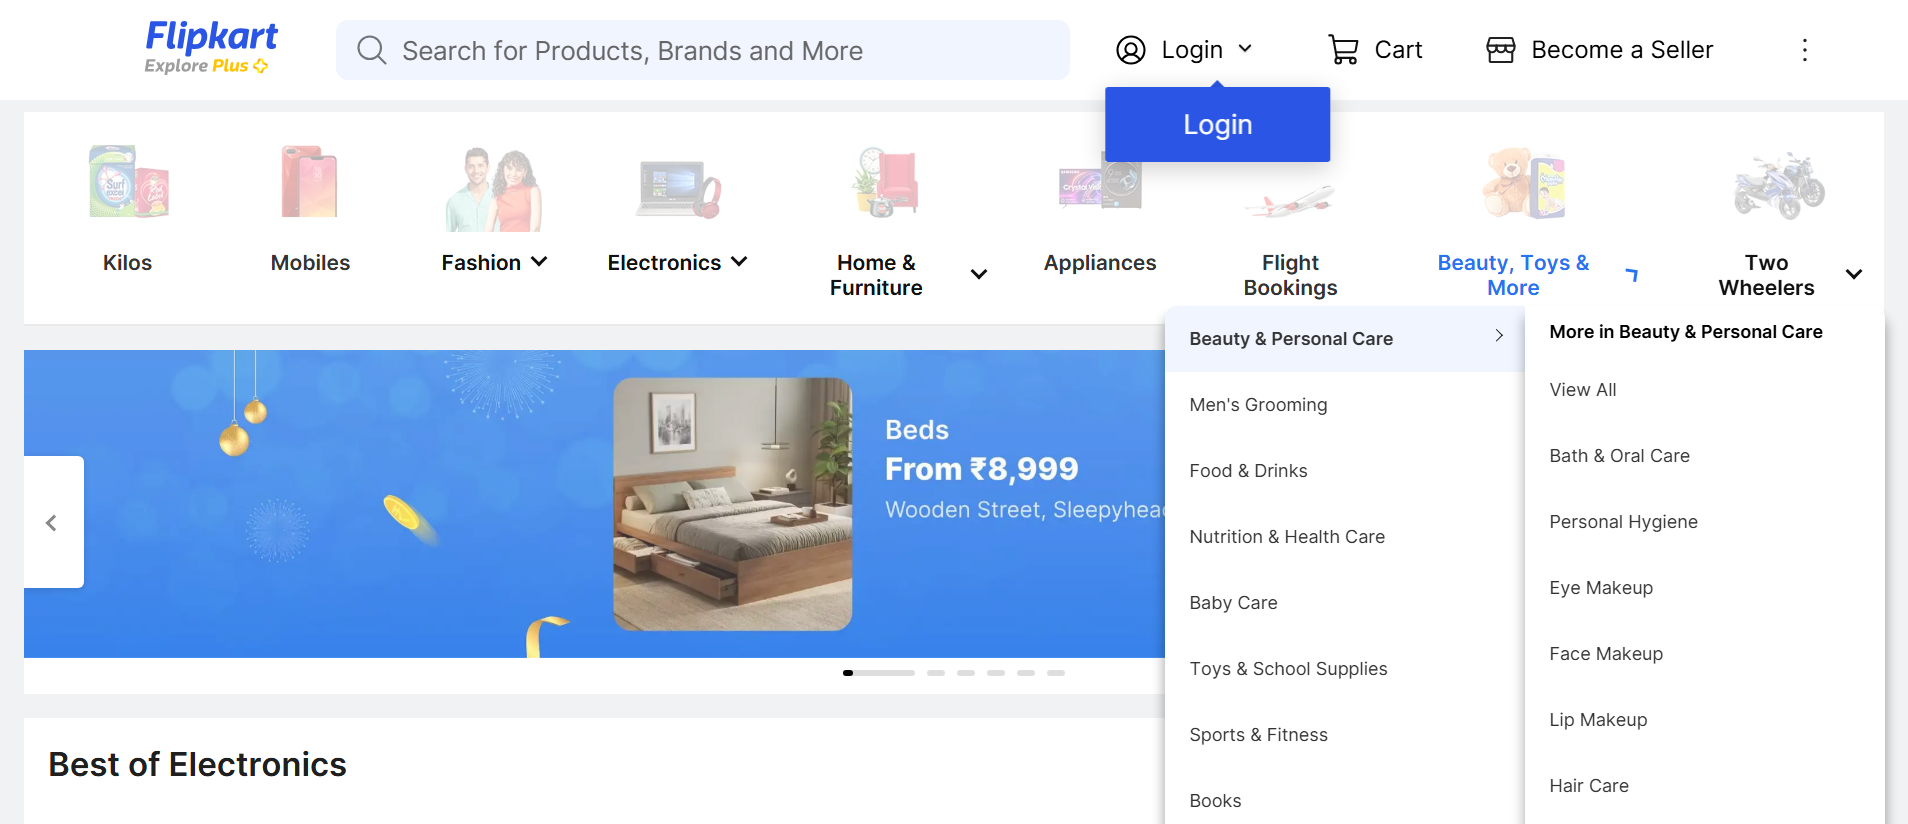 Flipkart
Explore Plus
Search for Products, Brands and More
Login
Cart
Become a Seller
Login
Surf
excel
Crystal Vis
Kilos
Mobiles
Fashion
Electronics
Home &
Furniture
Appliances
Flight
Bookings
Beauty, Toys &
More
Two
Wheelers
Beds
From ₹8,999
Wooden Street, Sleepyhea
Beauty & Personal Care
Men's Grooming
Food & Drinks
Nutrition & Health Care
Baby Care
Toys & School Supplies
Sports & Fitness
Books
More in Beauty & Personal Care
View All
Bath & Oral Care
Personal Hygiene
Eye Makeup
Face Makeup
Lip Makeup
Hair Care
Best of Electronics